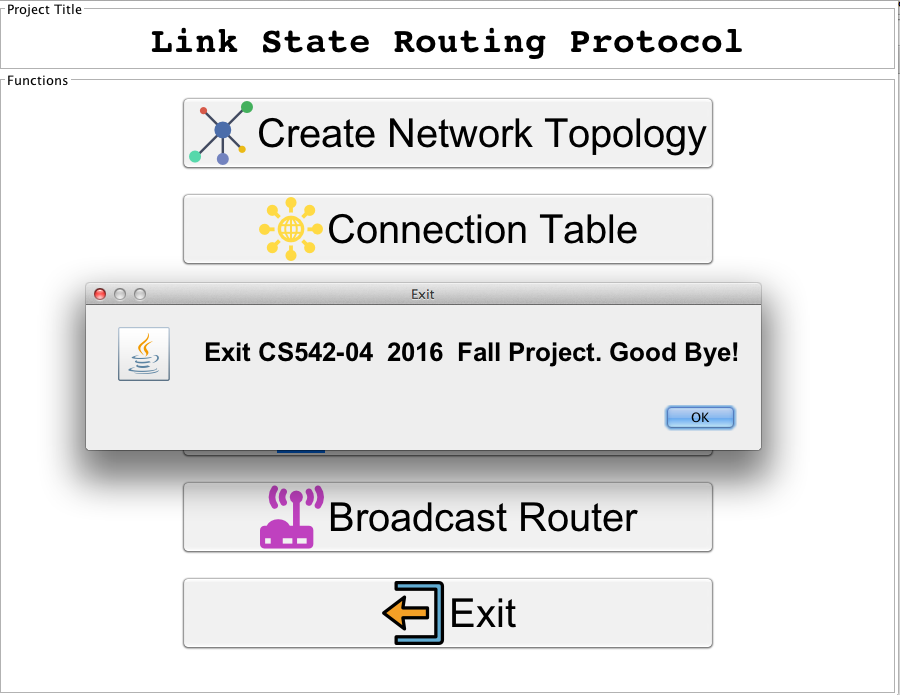 Project Title
Link State Routing Protocol
Functions
Create Network Topology
Connection Table
Exit
Exit CS542-04  2016  Fall Project. Good Bye!
OK
Broadcast Router
Exit